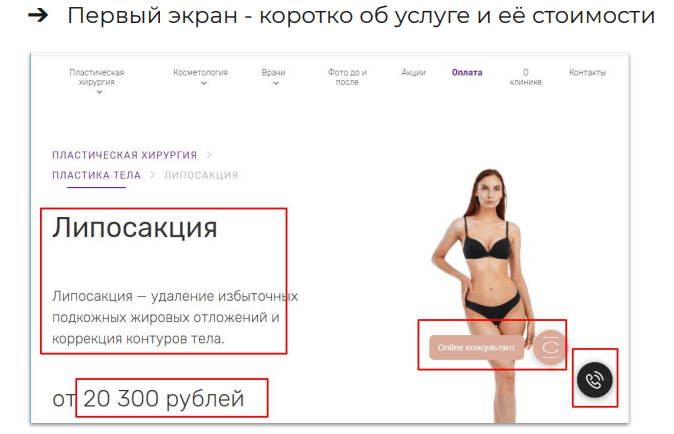 ➔ Первый экран - коротко об услуге и её стоимости
Пластическая хирургия Косметология Врачи Фото до и после Акции Оплата О клинике Контакты
ПЛАСТИЧЕСКАЯ ХИРУРГИЯ >
ПЛАСТИКА ТЕЛА > ЛИПОСАКЦИЯ
Липосакция
Липосакция — удаление избыточных
подкожных жировых отложений и
коррекция контуров тела.
Online консультант
от 20 300 рублей